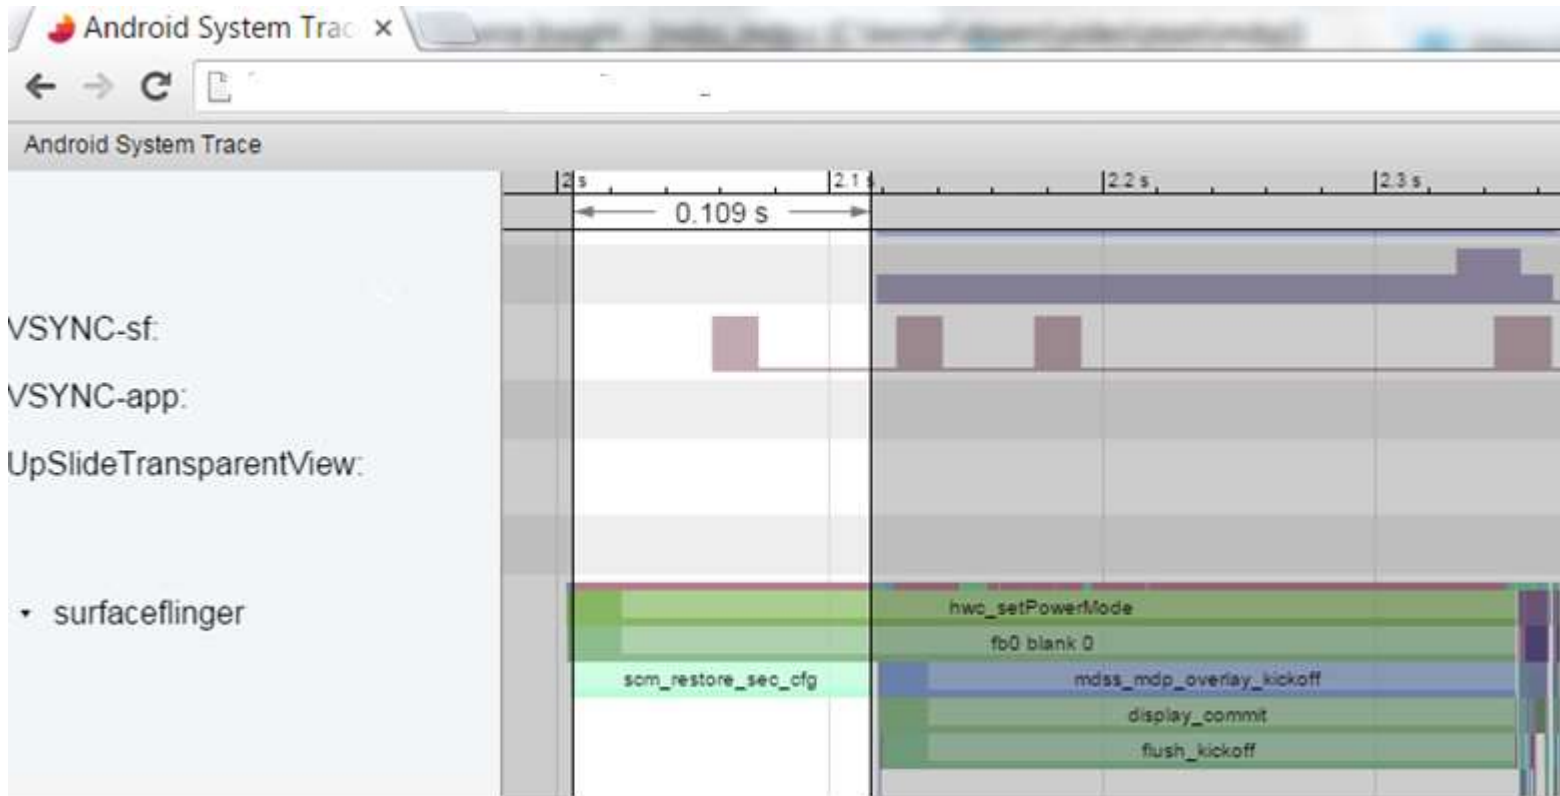 Android System Trac
Android System Trace
2 s 2.1 s 2.2 s 2.3 s
0.109 s
VSYNC-sf:
VSYNC-app:
UpSlideTransparentView:
surfaceflinger
hwc_setPowerMode
fb0 blank 0
scm_restore_sec_cfg mdss_mdp_overlay_kickoff
display_commit
flush_kickoff